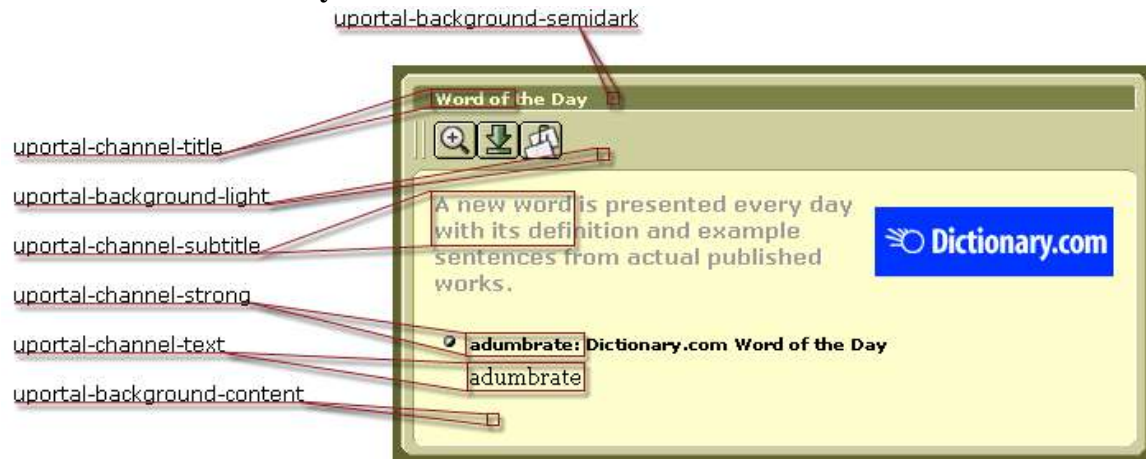 uportal-background-semidark
Word of the Day
uportal-channel-title
uportal-background-light
A new word is presented every day
with its definition and example
sentences from actual published
works.
Dictionary.com
uportal-channel-subtitle
uportal-channel-strong
adumbrate: Dictionary.com Word of the Day
uportal-channel-text
adumbrate
uportal-background-content